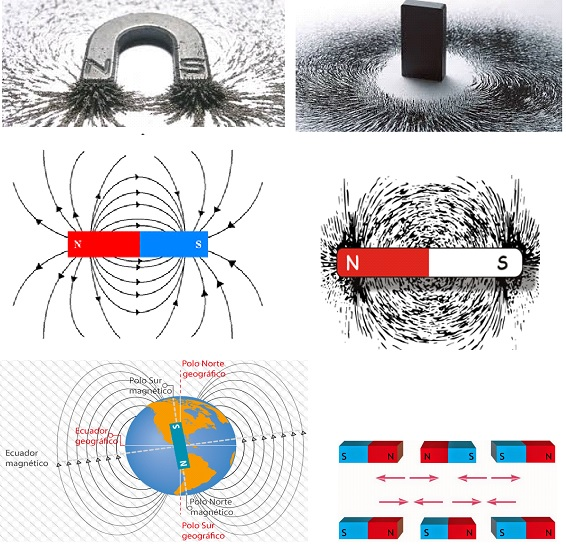 N S
N S
N S
Polo Norte
geográfico
Polo Sur
magnético
Ecuador
geográfico
Ecuador
magnético
S
N
Polo Norte
magnético
Polo Sur
geográfico
S N N S S N
S N S N S N